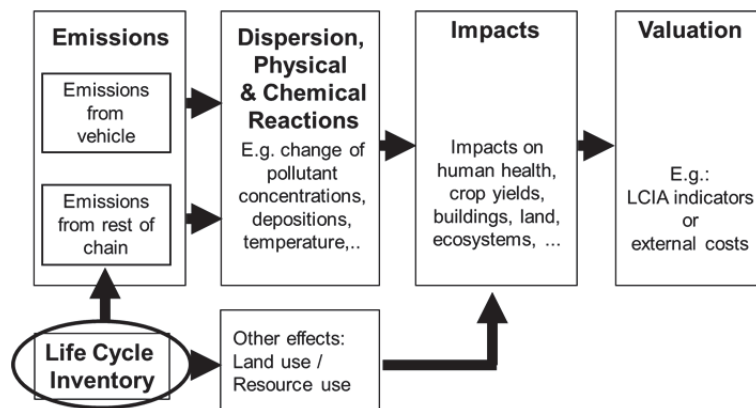 Emissions
Emissions
from
vehicle
Emissions
from rest of
chain
Dispersion,
Physical
& Chemical
Reactions
E.g. change of
pollutant
concentrations,
depositions,
temperature,..
Impacts
Impacts on
human health,
crop yields,
buildings, land,
ecosystems, ...
Valuation
E.g.:
LCIA indicators
or
external costs
Life Cycle
Inventory
Other effects:
Land use /
Resource use